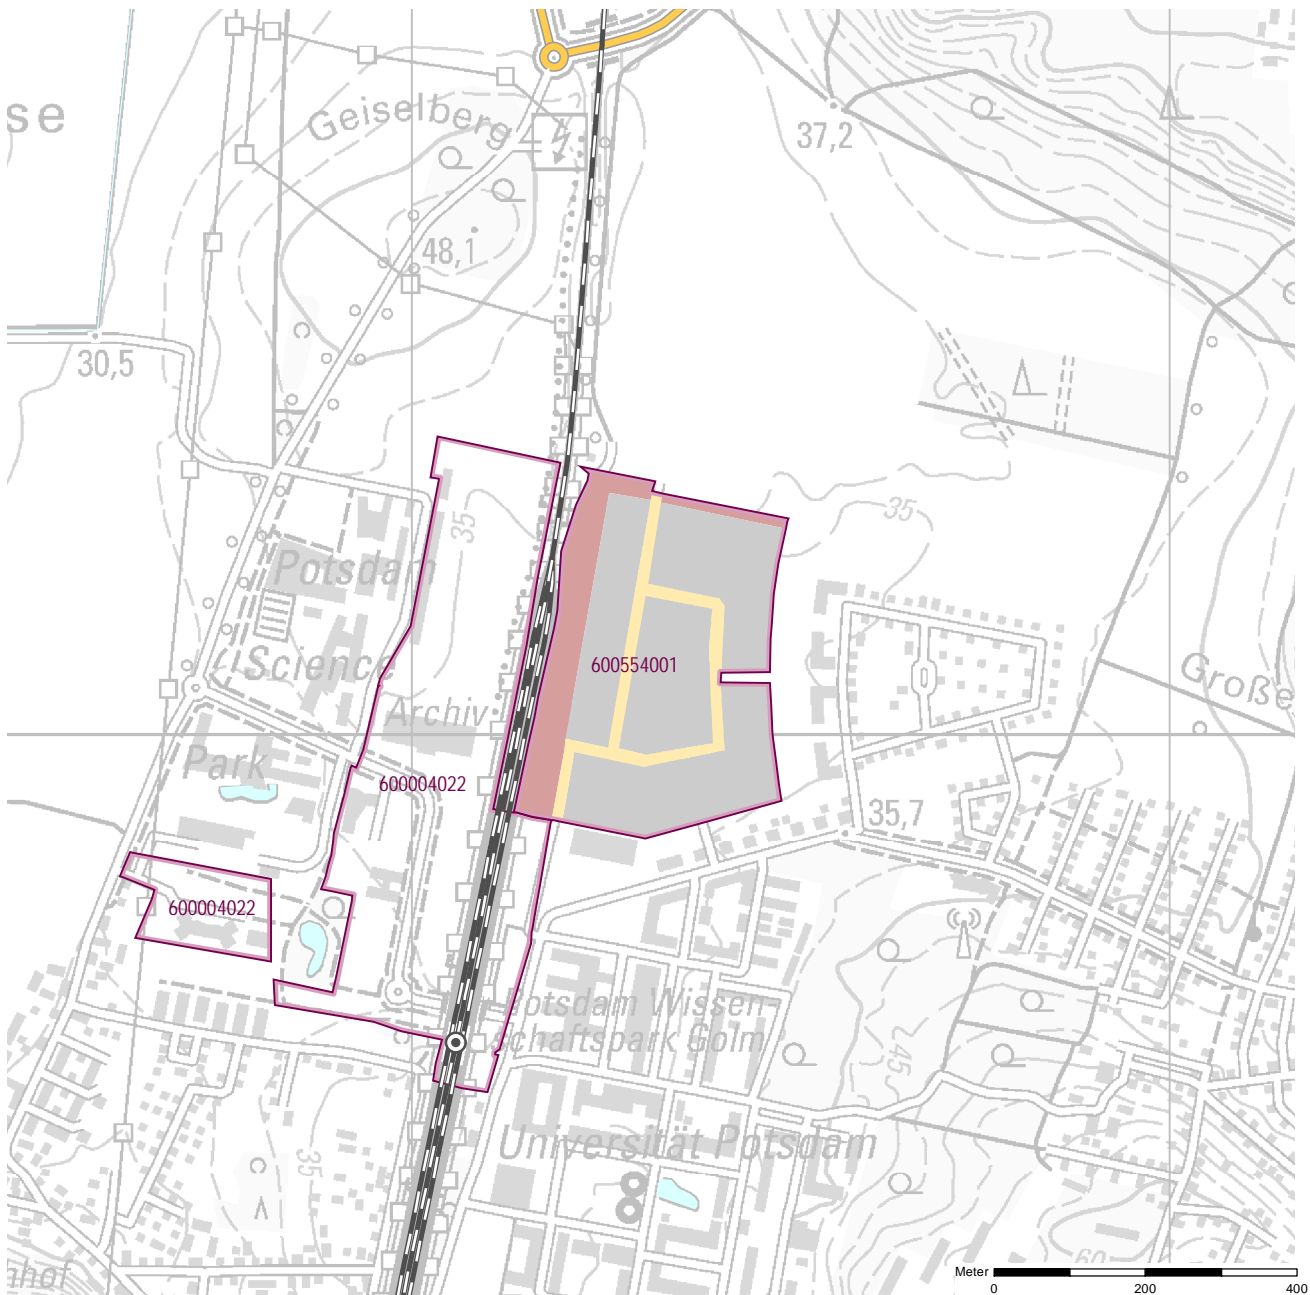 se
Geiselberg
37,2
48,1
30,5
35
35
Potsdam
600554001
Science
Große
Archiv
Park
600004022
35,7
600004022
Potsdam Wissen
schaftspark Golm
45
Universität Potsdam
35
60
nhof
Meter
0
200
400